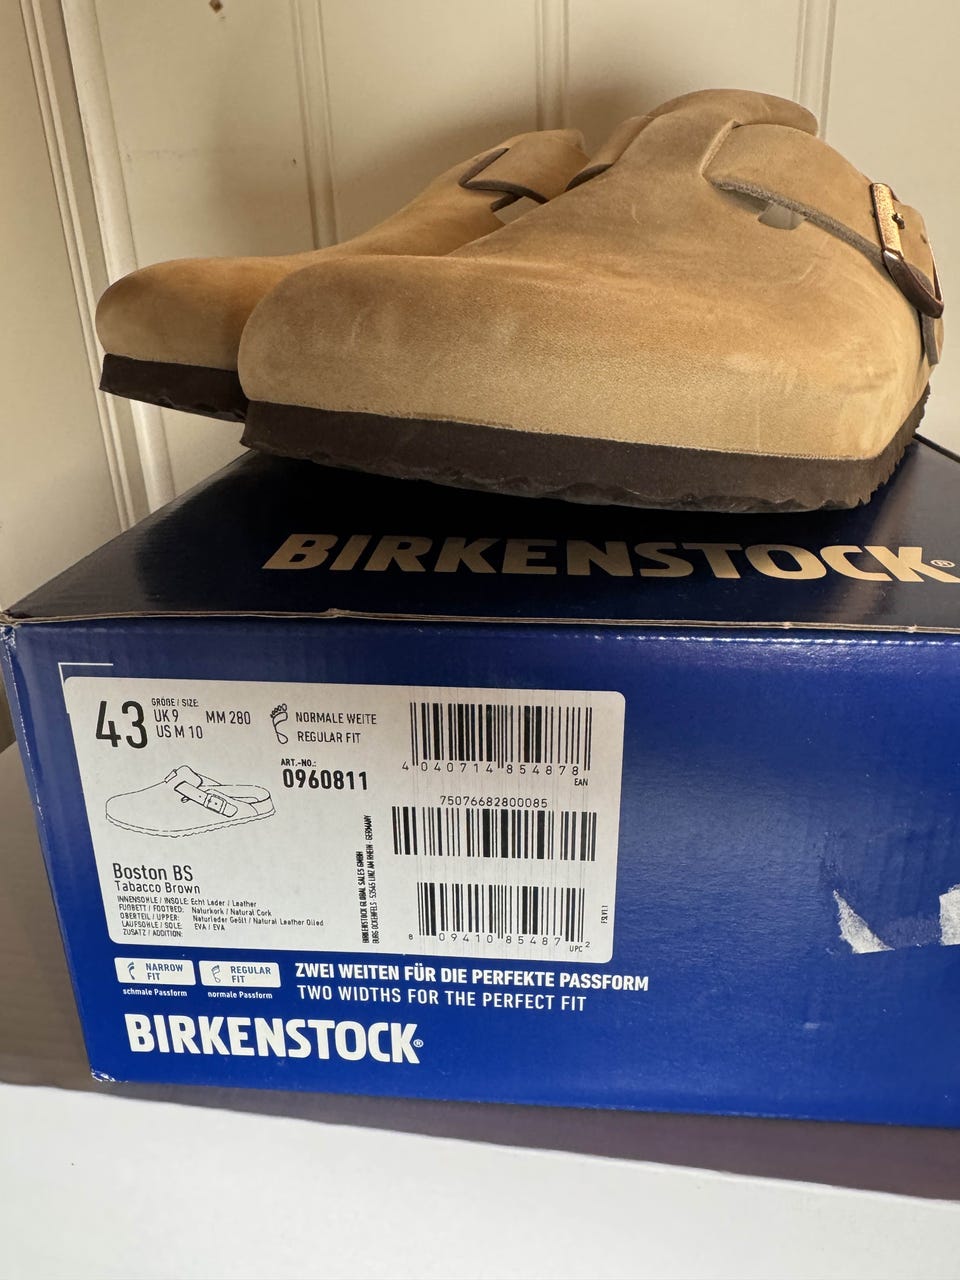 BIRKENSTOCK®
43
GRÖßE / SIZE:
UK 9 MM 280
US M 10
NORMALE WEITE
REGULAR FIT
ART.-NO.:
0960811
4 040714 854878
EAN
75076682800085
Boston BS
Tabacco Brown
INNENSOHLE / INSOLE: Echt Leder / Leather
FUßBETT / FOOTBED: Naturkork / Natural Cork
OBERTEIL / UPPER: Naturleder Geölt / Natural Leather Oiled
LAUFSOHLE / SOLE: EVA / EVA
ZUSATZ / ADDITION:
BIRKENSTOCK GLOBAL SALES GMBH
BURG OCKENFELS · 53545 LINZ AM RHEIN · GERMANY
8 09410 85487 2
UPC
NARROW FIT
schmale Passform
REGULAR FIT
normale Passform
ZWEI WEITEN FÜR DIE PERFEKTE PASSFORM
TWO WIDTHS FOR THE PERFECT FIT
BIRKENSTOCK®